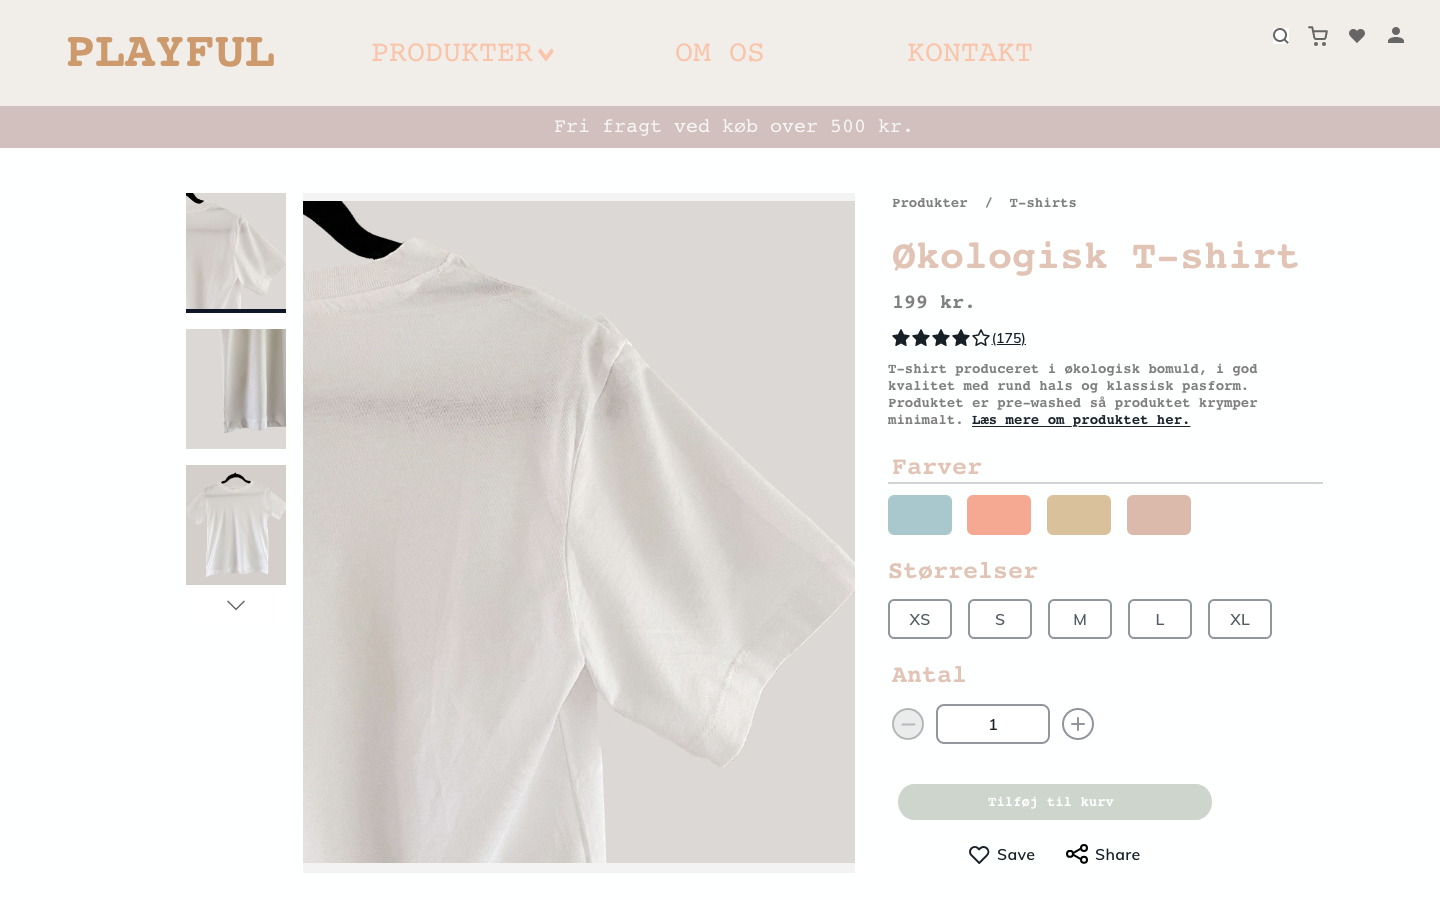 PLAYFUL
PRODUKTER
OM OS
KONTAKT
Fri fragt ved køb over 500 kr.
Produkter / T-shirts
Økologisk T-shirt
199 kr.
(175)
T-shirt produceret i økologisk bomuld, i god
kvalitet med rund hals og klassisk pasform.
Produktet er pre-washed så produktet krymper
minimalt. Læs mere om produktet her.
Farver
Størrelser
XS
S
M
L
XL
Antal
1
Tilføj til kurv
Save
Share